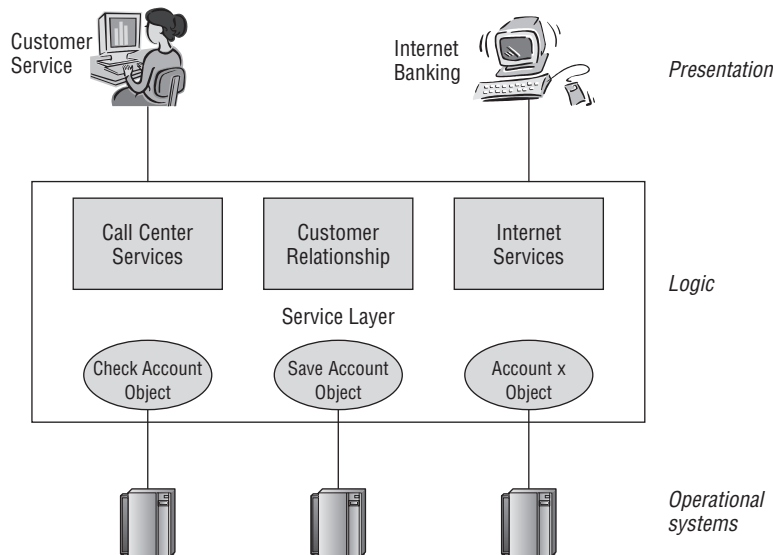 Customer
Service
Internet
Banking
Presentation
Call Center
Services
Customer
Relationship
Internet
Services
Logic
Service Layer
Check Account
Object
Save Account
Object
Account x
Object
Operational
systems